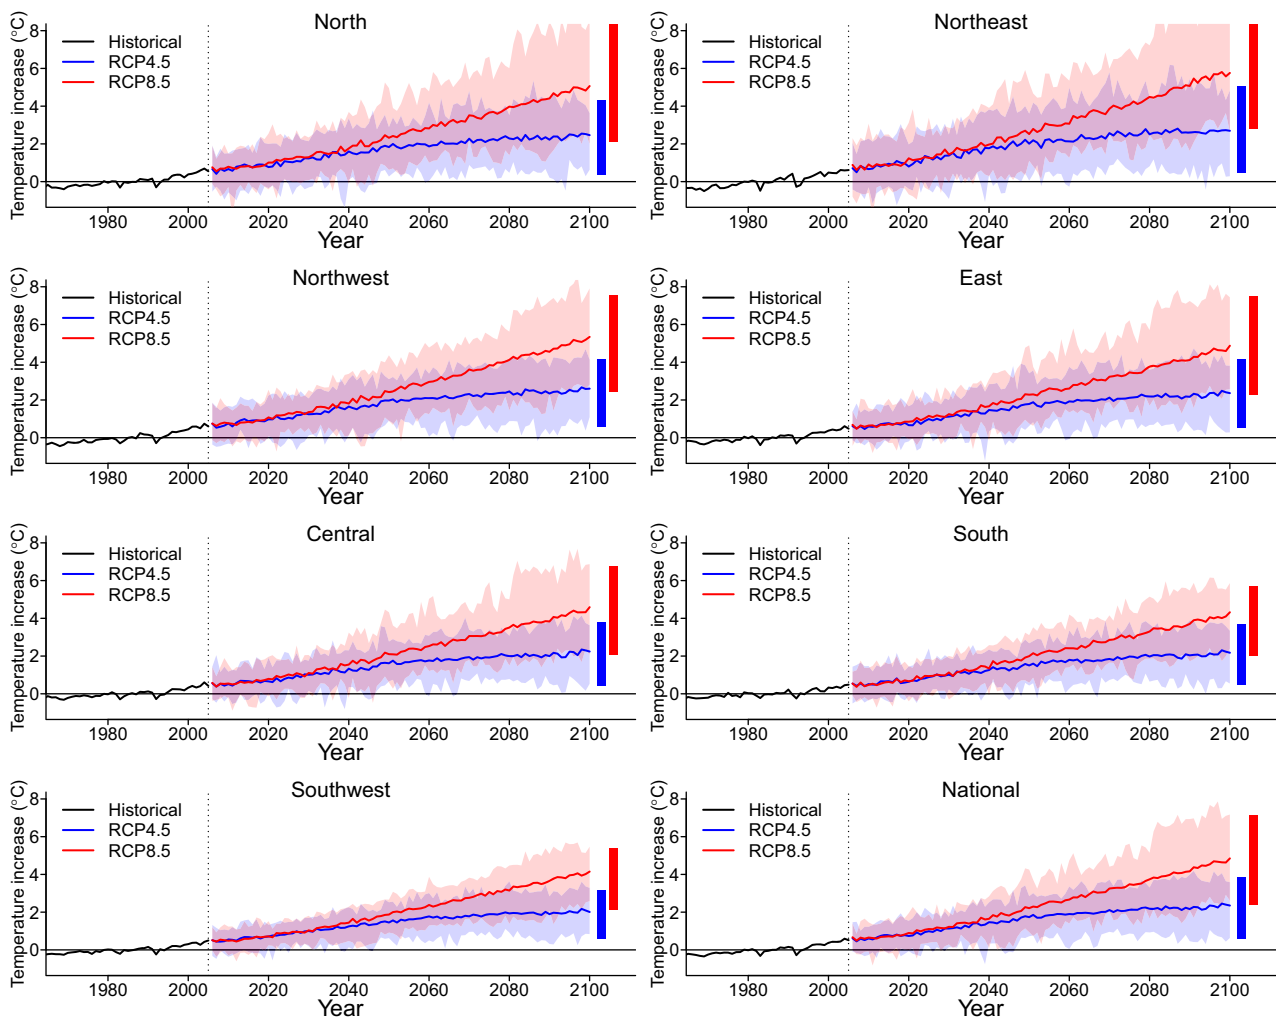 North
Temperature increase (°C)
8
6
4
2
0
Historical
RCP4.5
RCP8.5
1980 2000 2020 2040 2060 2080 2100
Year
Northeast
Temperature increase (°C)
8
6
4
2
0
Historical
RCP4.5
RCP8.5
1980 2000 2020 2040 2060 2080 2100
Year
Northwest
Temperature increase (°C)
8
6
4
2
0
Historical
RCP4.5
RCP8.5
1980 2000 2020 2040 2060 2080 2100
Year
East
Temperature increase (°C)
8
6
4
2
0
Historical
RCP4.5
RCP8.5
1980 2000 2020 2040 2060 2080 2100
Year
Central
Temperature increase (°C)
8
6
4
2
0
Historical
RCP4.5
RCP8.5
1980 2000 2020 2040 2060 2080 2100
Year
South
Temperature increase (°C)
8
6
4
2
0
Historical
RCP4.5
RCP8.5
1980 2000 2020 2040 2060 2080 2100
Year
Southwest
Temperature increase (°C)
8
6
4
2
0
Historical
RCP4.5
RCP8.5
1980 2000 2020 2040 2060 2080 2100
Year
National
Temperature increase (°C)
8
6
4
2
0
Historical
RCP4.5
RCP8.5
1980 2000 2020 2040 2060 2080 2100
Year